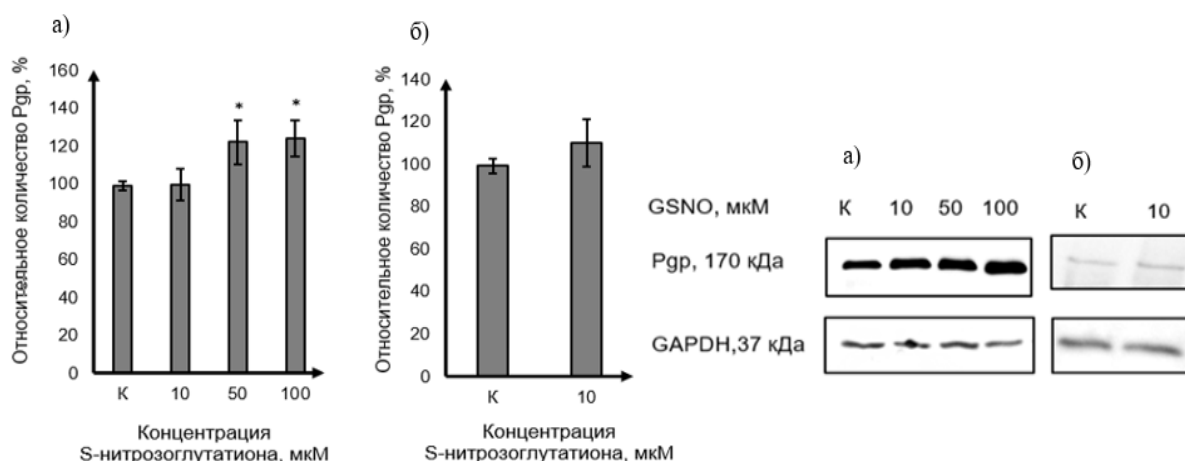 а)
Относительное количество Pgp, %
160
140
120
100
80
60
40
20
0
*
*
К
10
50
100
Концентрация
S-нитрозоглутатиона, мкМ
б)
Относительное количество Pgp, %
140
120
100
80
60
40
20
0
К
10
Концентрация
S-нитрозоглутатиона, мкМ
а)
б)
GSNO, мкМ
К 10 50 100
К 10
Pgp, 170 кДа
GAPDH,37 кДа